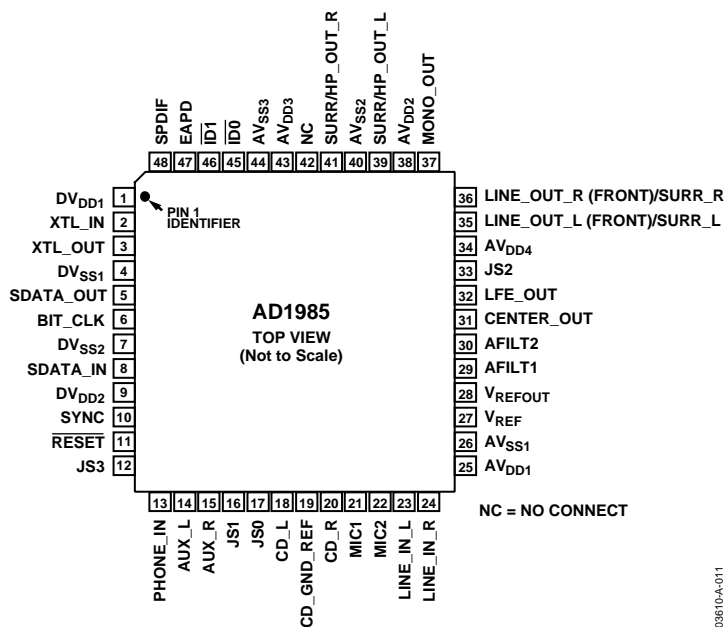 SPDIF
EAPD
ID1
ID0
AVSS3
AVDD3
NC
SURR/HP_OUT_R
AVSS2
SURR/HP_OUT_L
AVDD2
MONO_OUT
48 47 46 45 44 43 42 41 40 39 38 37
DVDD1 1
XTL_IN 2
XTL_OUT 3
DVSS1 4
SDATA_OUT 5
BIT_CLK 6
DVSS2 7
SDATA_IN 8
DVDD2 9
SYNC 10
RESET 11
JS3 12
PIN 1
IDENTIFIER
AD1985
TOP VIEW
(Not to Scale)
36 LINE_OUT_R (FRONT)/SURR_R
35 LINE_OUT_L (FRONT)/SURR_L
34 AVDD4
33 JS2
32 LFE_OUT
31 CENTER_OUT
30 AFILT2
29 AFILT1
28 VREFOUT
27 VREF
26 AVSS1
25 AVDD1
13 14 15 16 17 18 19 20 21 22 23 24
PHONE_IN
AUX_L
AUX_R
JS1
JS0
CD_L
CD_GND_REF
CD_R
MIC1
MIC2
LINE_IN_L
LINE_IN_R
NC = NO CONNECT
03610-A-011